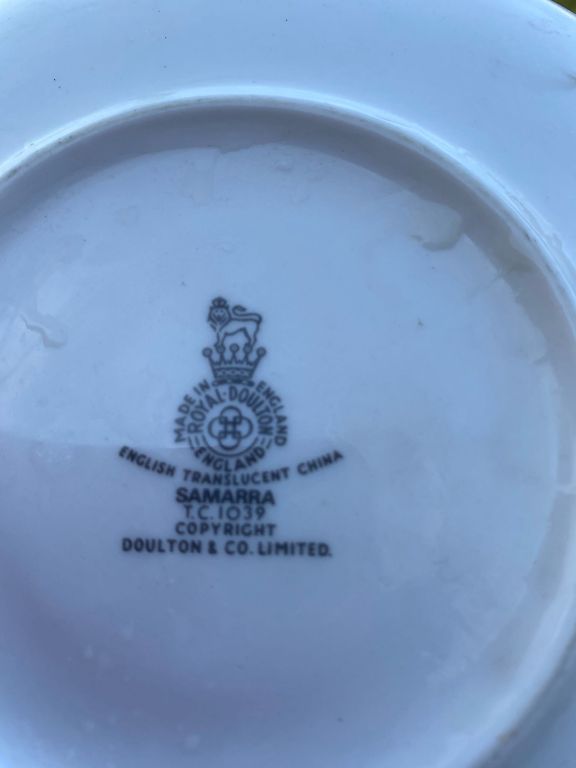 MADE IN ENGLAND
ROYAL·DOULTON
ENGLAND
ENGLISH TRANSLUCENT CHINA
SAMARRA
T.C.1039
COPYRIGHT
DOULTON & CO. LIMITED.